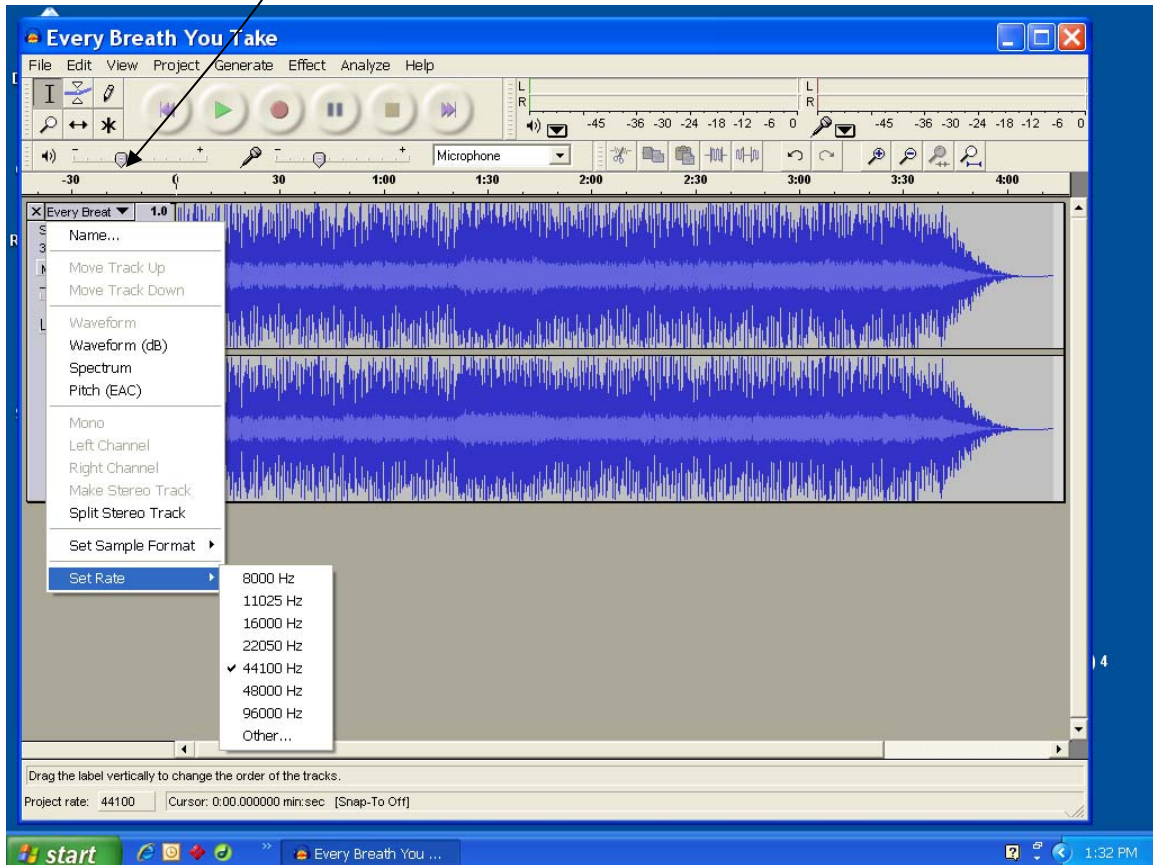 Every Breath You Take
File Edit View Project Generate Effect Analyze Help
L
R
-45 -36 -30 -24 -18 -12 -6 0
L
R
-45 -36 -30 -24 -18 -12 -6 0
- + - + Microphone
-30 0 30 1:00 1:30 2:00 2:30 3:00 3:30 4:00
X Every Breat 1.0
Name...
Move Track Up
Move Track Down
Waveform
Waveform (dB)
Spectrum
Pitch (EAC)
Mono
Left Channel
Right Channel
Make Stereo Track
Split Stereo Track
Set Sample Format
Set Rate
8000 Hz
11025 Hz
16000 Hz
22050 Hz
44100 Hz
48000 Hz
96000 Hz
Other...
Drag the label vertically to change the order of the tracks.
Project rate: 44100 Cursor: 0:00.000000 min:sec [Snap-To Off]
) 4
start Every Breath You ... 1:32 PM